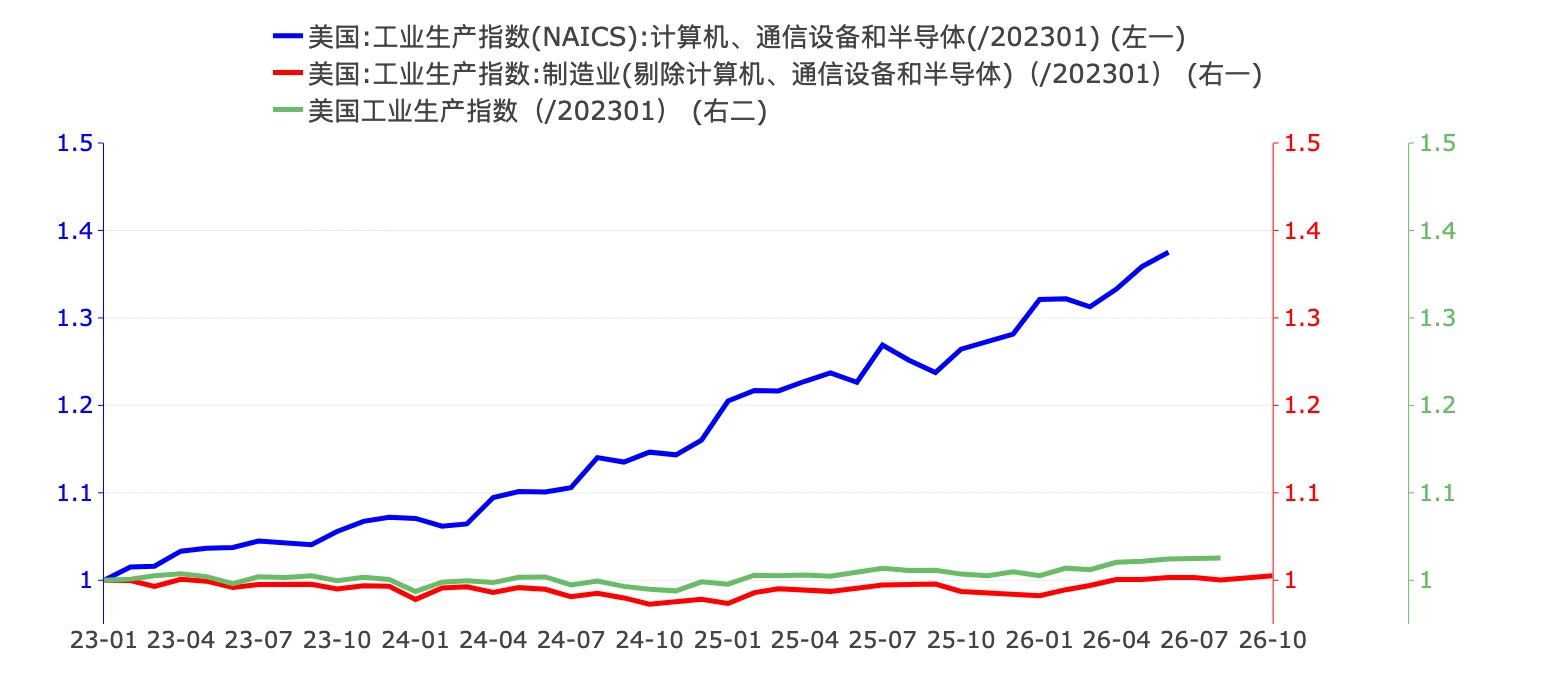 美国:工业生产指数(NAICS):计算机、通信设备和半导体(/202301) (左一)
美国:工业生产指数:制造业(剔除计算机、通信设备和半导体)（/202301） (右一)
美国工业生产指数（/202301） (右二)
1.5 1.5 1.5
1.4 1.4 1.4
1.3 1.3 1.3
1.2 1.2 1.2
1.1 1.1 1.1
1 1 1
23-01 23-04 23-07 23-10 24-01 24-04 24-07 24-10 25-01 25-04 25-07 25-10 26-01 26-04 26-07 26-10